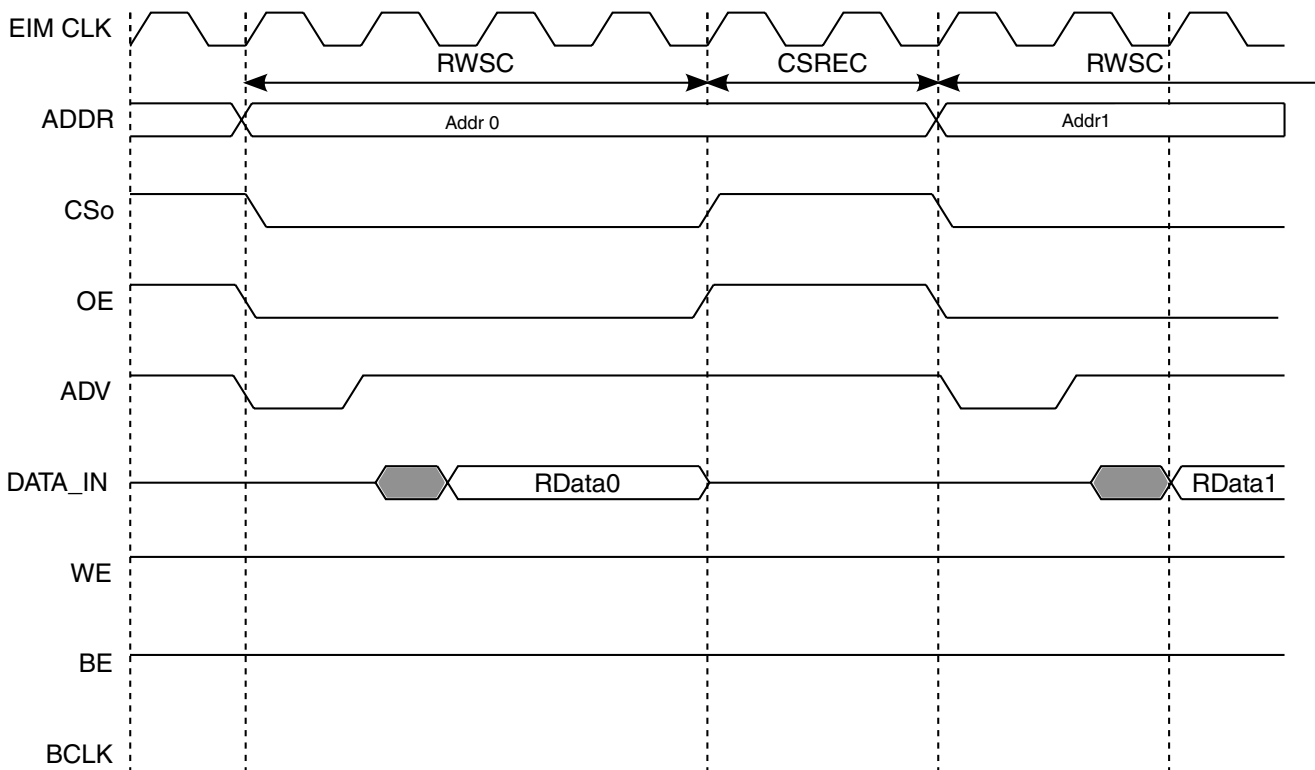 EIM CLK
RWSC CSREC RWSC
ADDR Addr 0 Addr1
CSo
OE
ADV
DATA_IN RData0 RData1
WE
BE
BCLK